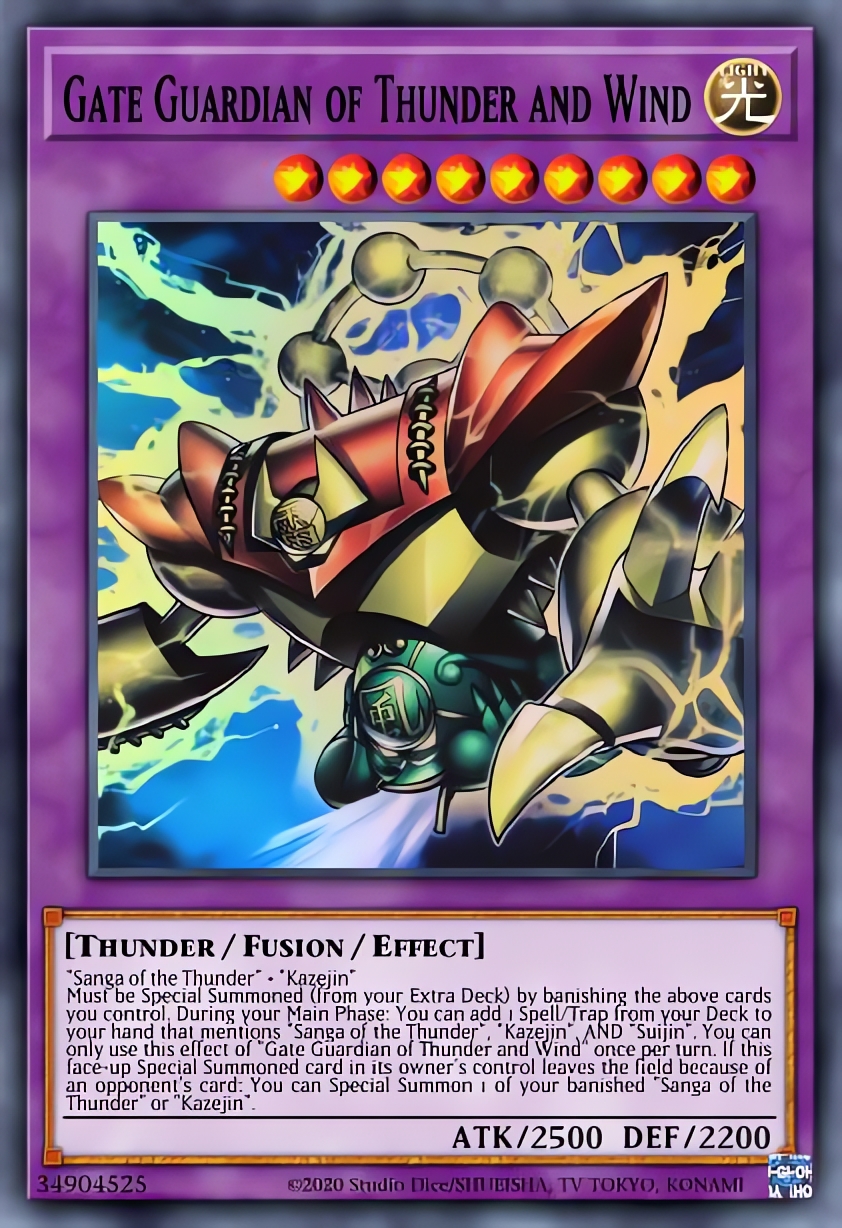 GATE GUARDIAN OF THUNDER AND WIND
LIGHT
光
風
[THUNDER / FUSION / EFFECT]
"Sanga of the Thunder" + "Kazejin"
Must be Special Summoned (from your Extra Deck) by banishing the above cards
you control. During your Main Phase: You can add 1 Spell/Trap from your Deck to
your hand that mentions "Sanga of the Thunder", "Kazejin", AND "Suijin". You can
only use this effect of "Gate Guardian of Thunder and Wind" once per turn. If this
face-up Special Summoned card in its owner's control leaves the field because of
an opponent's card: You can Special Summon 1 of your banished "Sanga of the
Thunder" or "Kazejin".
ATK/2500 DEF/2200
34904525
©2020 Studio Dice/SHUEISHA, TV TOKYO, KONAMI